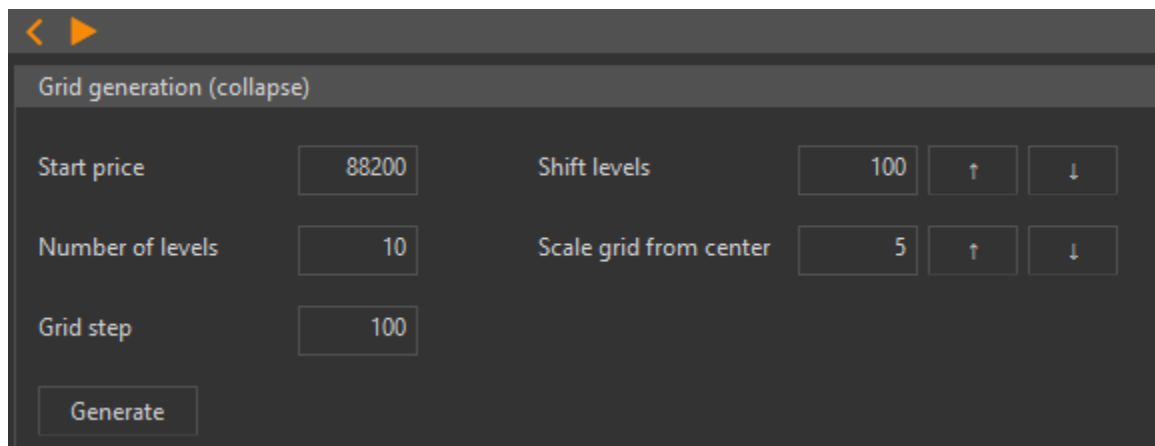 Grid generation (collapse)
Start price 88200 Shift levels 100 ↑ ↓
Number of levels 10 Scale grid from center 5 ↑ ↓
Grid step 100
Generate